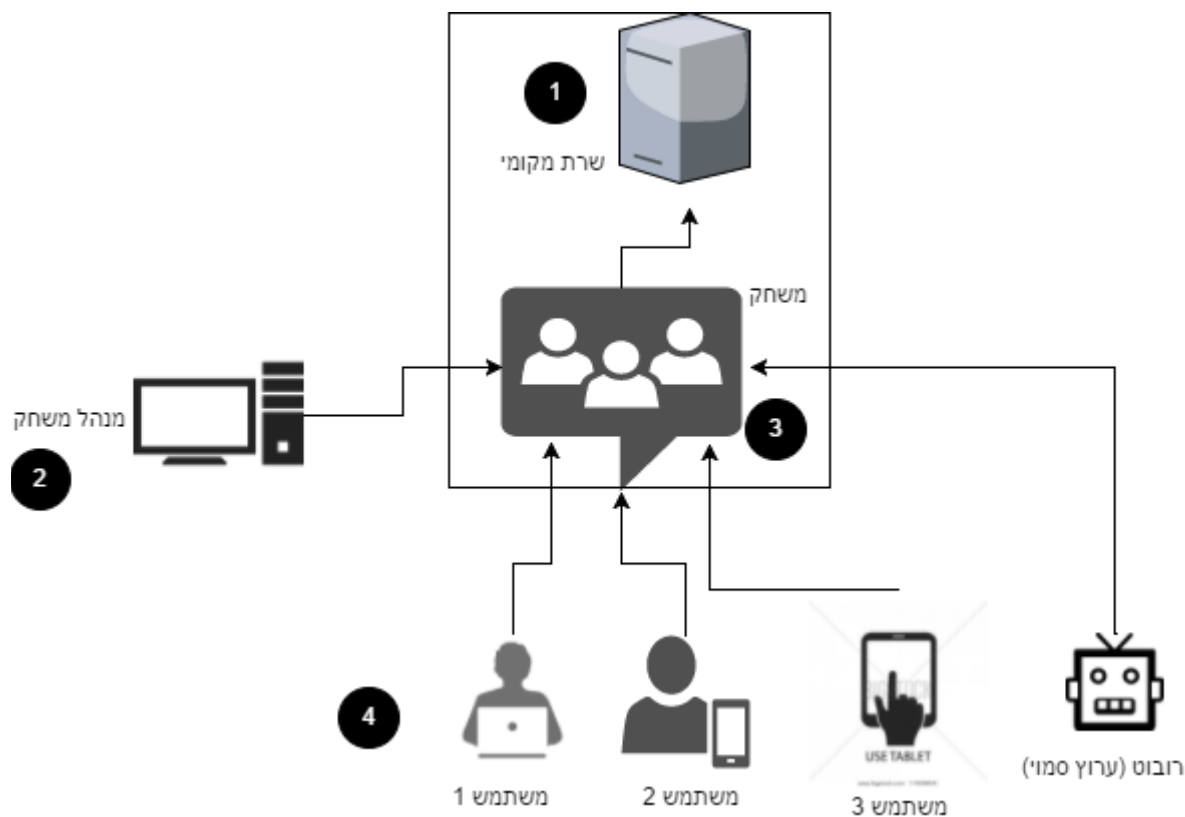 1
שרת מקומי
משחק
מנהל משחק
2
3
4
USE TABLET
משתמש 1
משתמש 2
משתמש 3
רובוט (ערוץ סמוי)